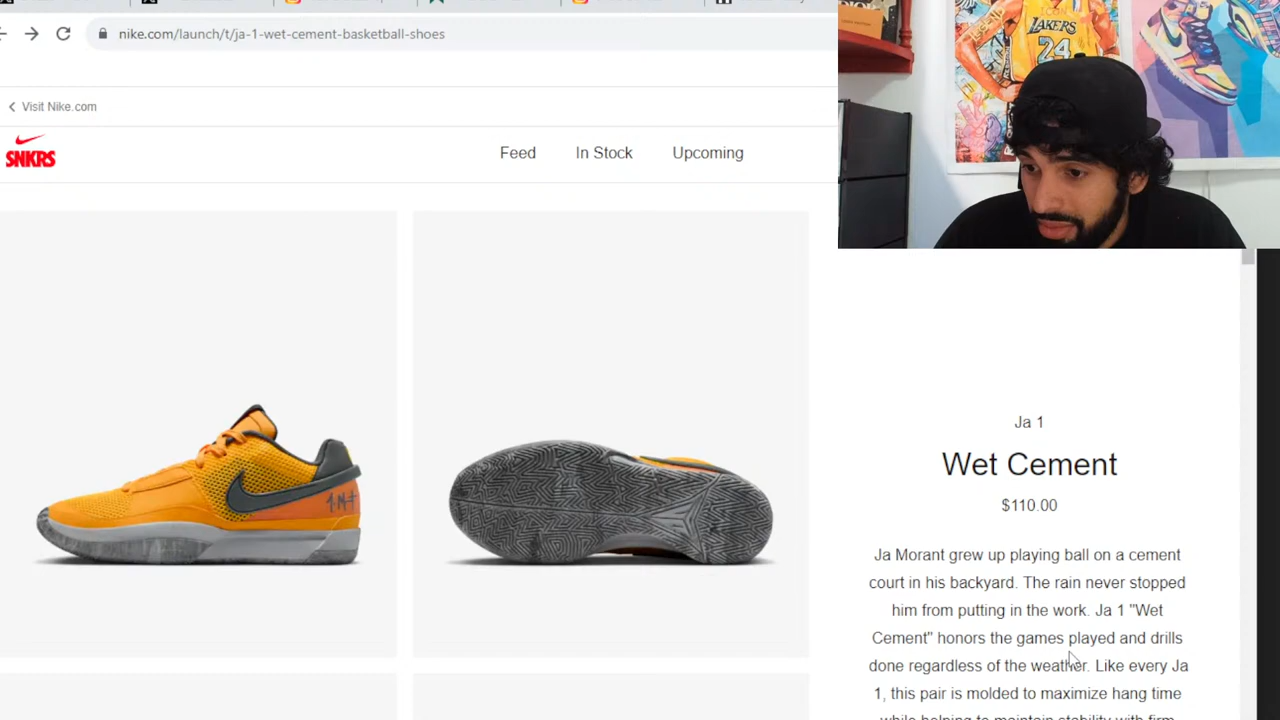 nike.com/launch/t/ja-1-wet-cement-basketball-shoes
Visit Nike.com
SNKRS
Feed
In Stock
Upcoming
LAKERS
24
Ja 1
Wet Cement
$110.00
Ja Morant grew up playing ball on a cement
court in his backyard. The rain never stopped
him from putting in the work. Ja 1 "Wet
Cement" honors the games played and drills
done regardless of the weather. Like every Ja
1, this pair is molded to maximize hang time
while helping to maintain stability with firm